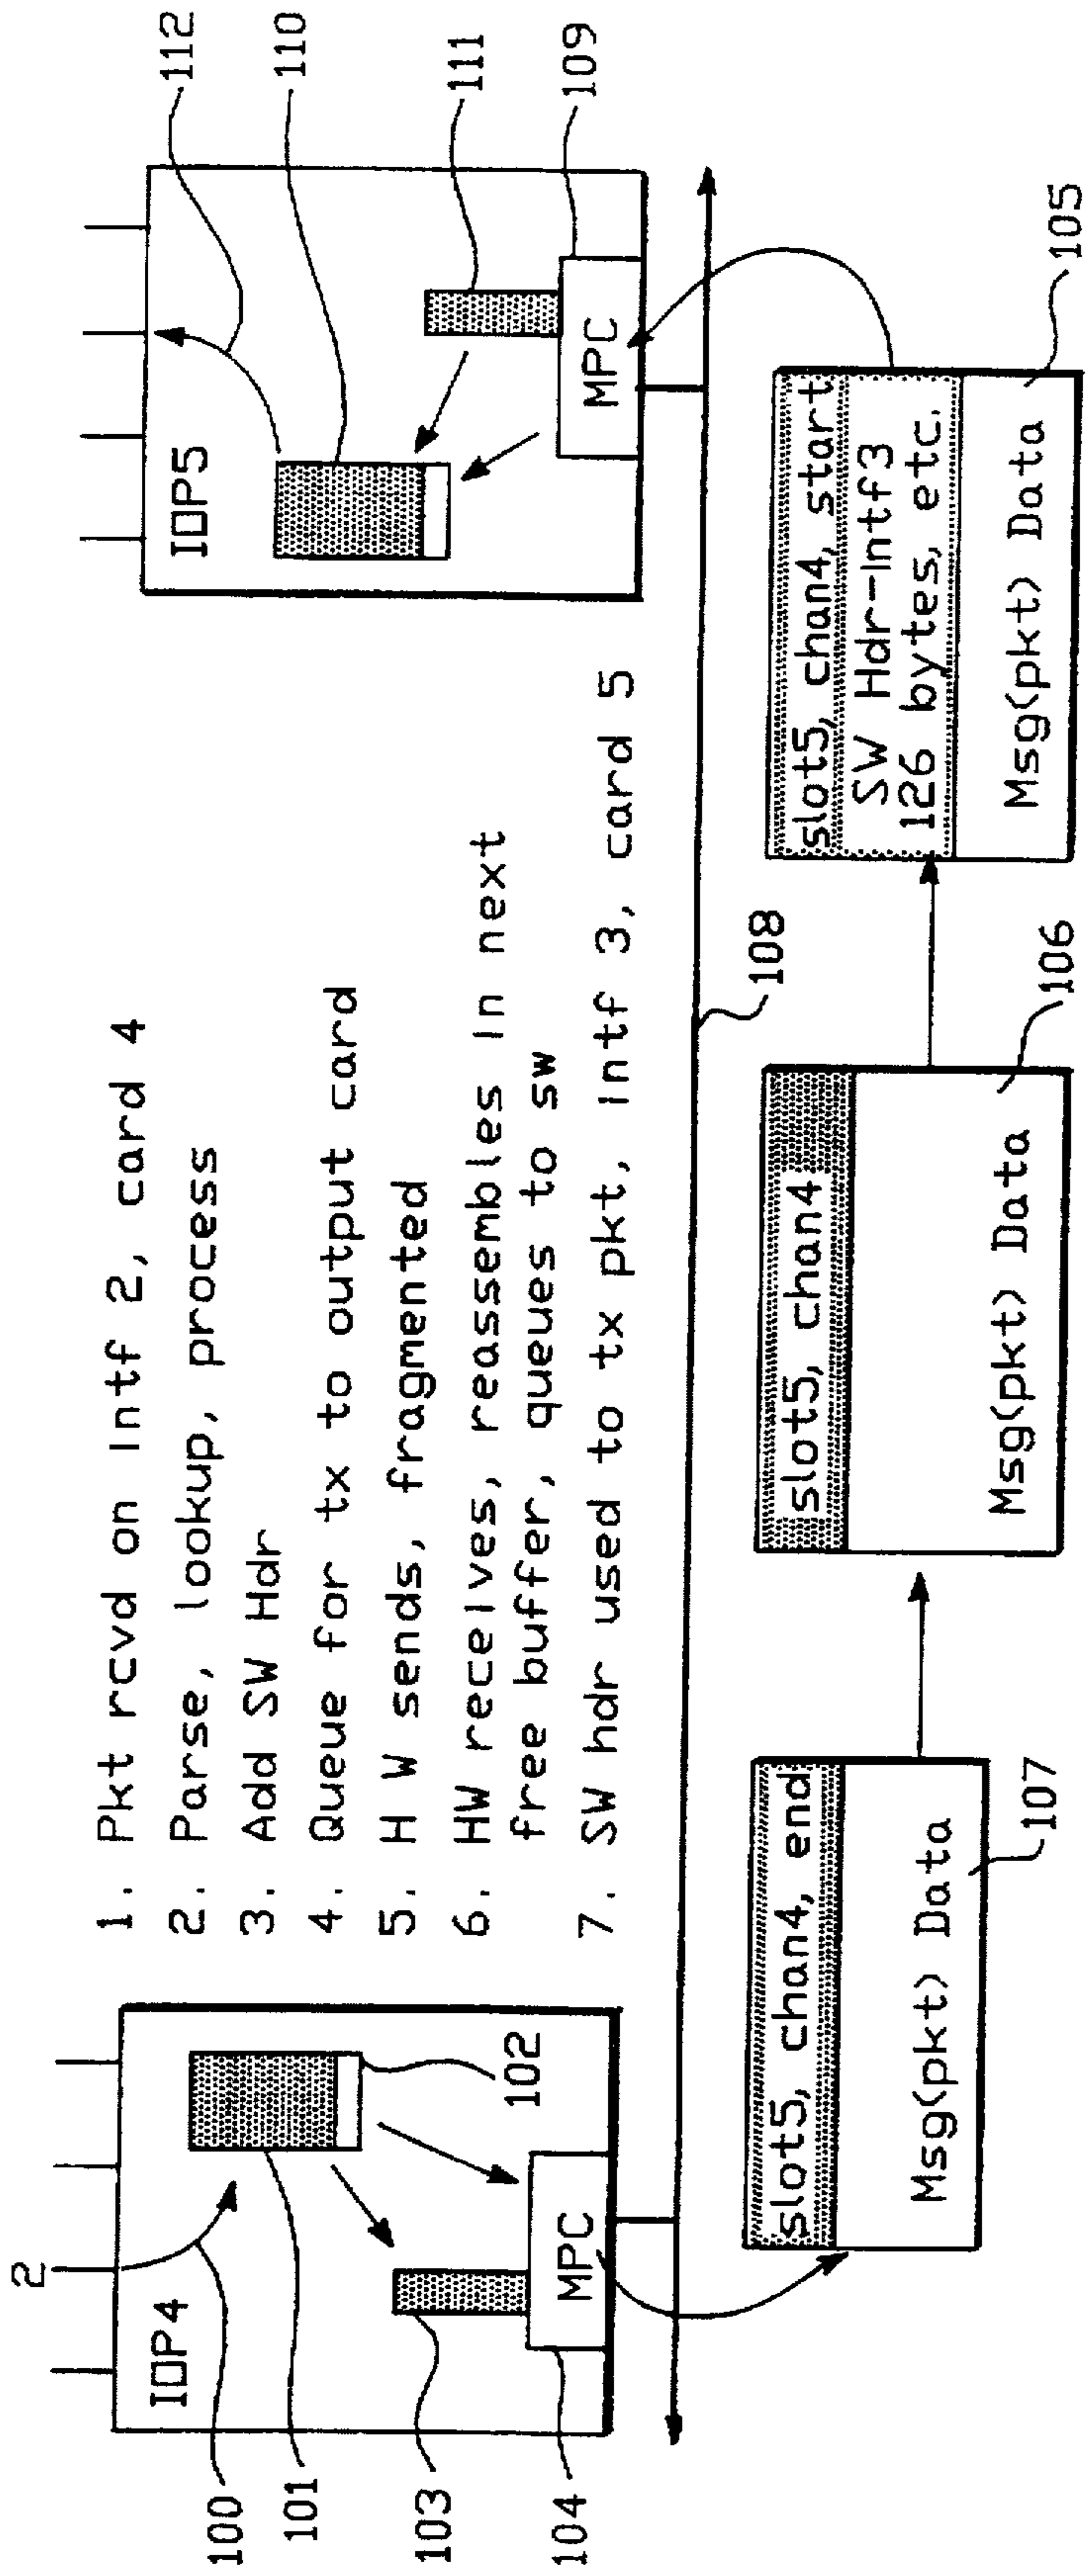 2
IOP4
100
101
102
103
104
MPC
1. Pkt rcvd on Intf 2, card 4
2. Parse, lookup, process
3. Add SW Hdr
4. Queue for tx to output card
5. H W sends, fragmented
6. HW receives, reassembles in next
free buffer, queues to sw
7. SW hdr used to tx pkt, Intf 3, card 5
IOP5
112
110
111
109
MPC
108
slot5, chan4, end
Msg(pkt) Data
107
slot5, chan4
Msg(pkt) Data
106
slot5, chan4, start
SW Hdr-Intf3
126 bytes, etc.
Msg(pkt) Data
105